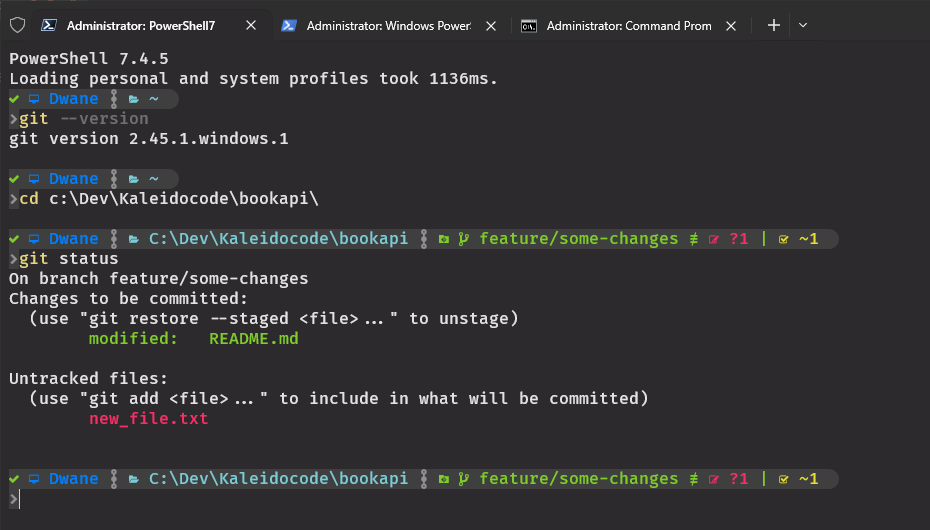 Administrator: PowerShell7
Administrator: Windows Power
Administrator: Command Prom
PowerShell 7.4.5
Loading personal and system profiles took 1136ms.
Dwane ~
>git --version
git version 2.45.1.windows.1
Dwane ~
>cd c:\Dev\Kaleidocode\bookapi\
Dwane C:\Dev\Kaleidocode\bookapi feature/some-changes ≢ ?1 | ~1
>git status
On branch feature/some-changes
Changes to be committed:
(use "git restore --staged <file>..." to unstage)
modified: README.md
Untracked files:
(use "git add <file>..." to include in what will be committed)
new_file.txt
Dwane C:\Dev\Kaleidocode\bookapi feature/some-changes ≢ ?1 | ~1
>